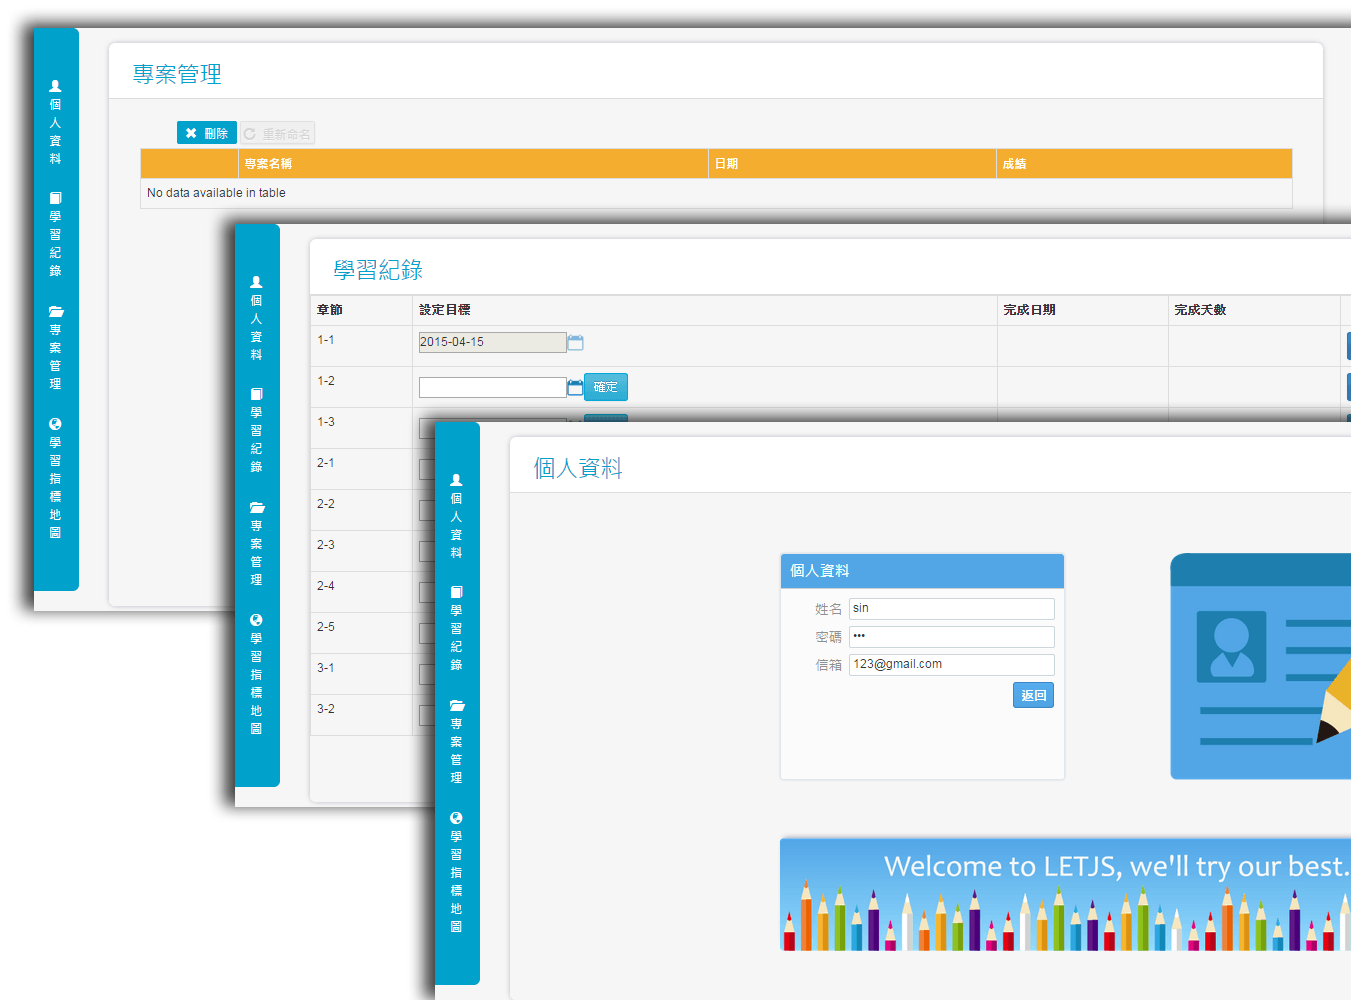 專案管理
個人資料
學習紀錄
專案管理
學習指標地圖
刪除 重新命名
專案名稱 日期 成績
No data available in table
學習紀錄
個人資料
學習紀錄
專案管理
學習指標地圖
章節 設定目標 完成日期 完成天數
1-1 2015-04-15
1-2 確定
1-3
2-1
2-2
2-3
2-4
2-5
3-1
3-2
個人資料
個人資料
學習紀錄
專案管理
學習指標地圖
個人資料
姓名 sin
密碼 •••
信箱 123@gmail.com
返回
Welcome to LETJS, we'll try our best.